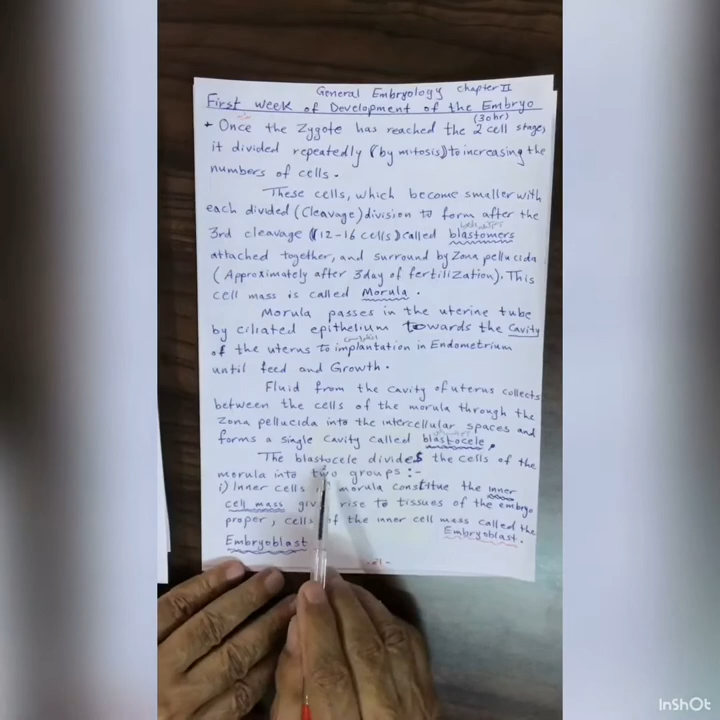 General Embryology chapter II
First week of Development of the Embryo
(30hr)
+ Once the Zygote has reached the 2 cell stage,
it divided repeatedly (by mitosis) to increasing the
numbers of cells.
These cells, which become smaller with
each divided (Cleavage) division to form after the
3rd cleavage (12-16 cells) called blastomers
attached together, and surround by Zona pellucida
(Approximately after 3day of fertilization). This
cell mass is called Morula.
Morula passes in the uterine tube
by ciliated epithelium towards the Cavity
of the uterus to implantation in Endometrium
until feed and Growth.
Fluid from the cavity of uterus collects
between the cells of the morula through the
Zona pellucida into the intercellular spaces and
forms a single Cavity called blastocele.
The blastocele divides the cells of the
morula into two groups:-
i) Inner cells morula constitute the inner
cell mass rise to tissues of the embryo
proper, cells of the inner cell mass called the
Embryoblast Embryoblast.
InShOt